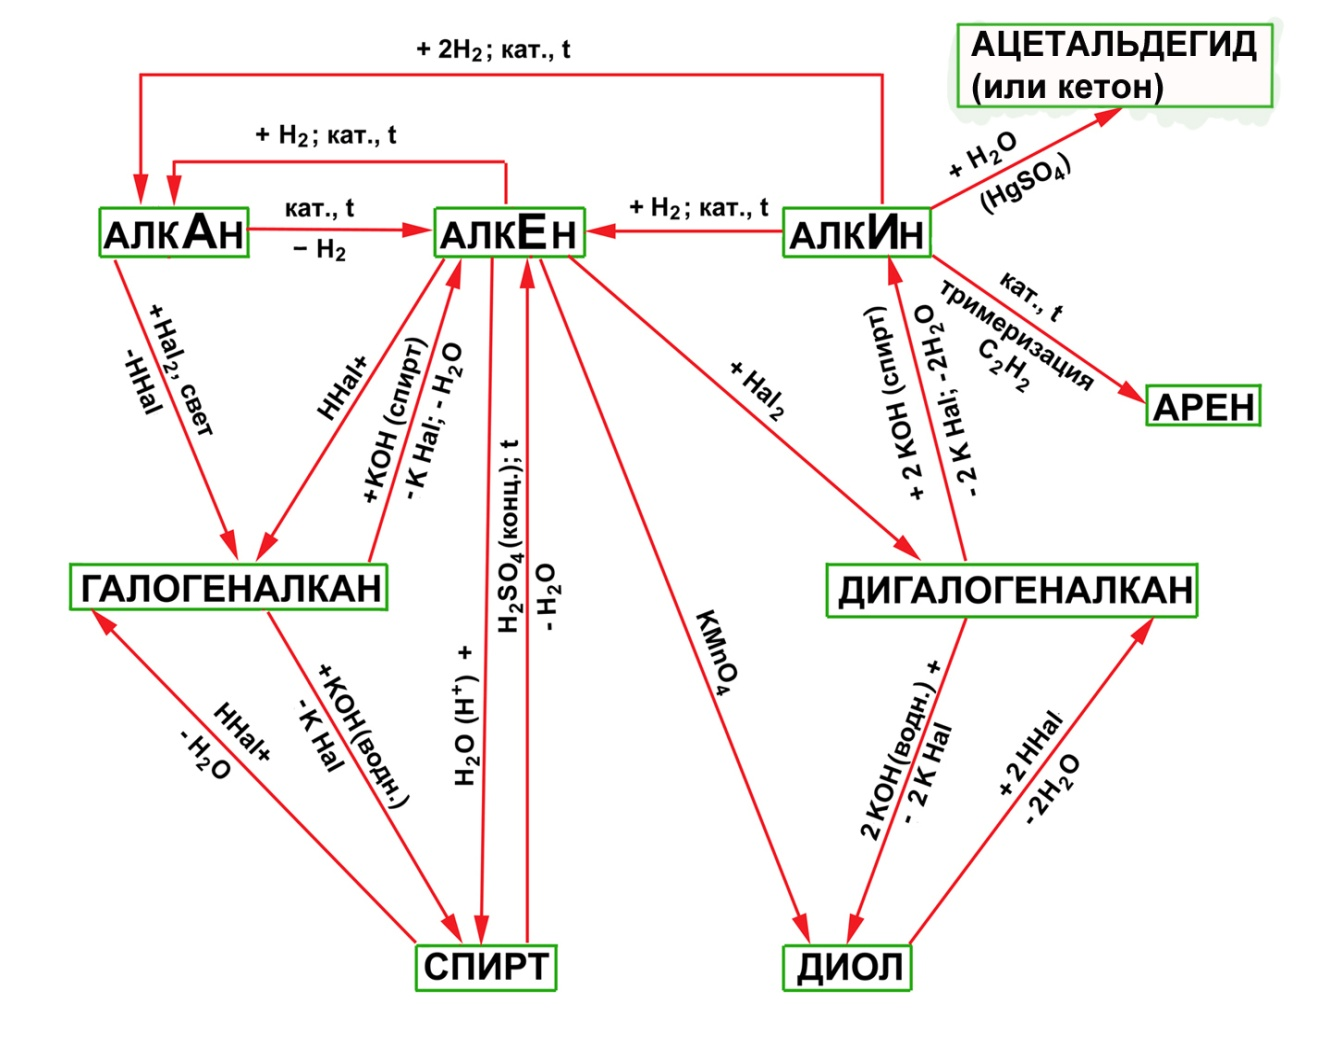 + 2H₂; кат., t
АЦЕТАЛЬДЕГИД
(или кетон)
+ H₂; кат., t
+ H₂O
(HgSO₄)
АЛКАН
кат., t
– H₂
АЛКЕН
+ H₂; кат., t
АЛКИН
кат., t
тримеризация
C₂H₂
АРЕН
+Hal₂, свет
-HHal
HHal+
+KOH (спирт)
- K Hal; - H₂O
H₂SO₄ (конц.); t
- H₂O
+ Hal₂
+ 2 KOH (спирт)
- 2 K Hal; - 2H₂O
ГАЛОГЕНАЛКАН
ДИГАЛОГЕНАЛКАН
HHal+
- H₂O
+KOH(водн.)
- K Hal
H₂O (H⁺) +
KMnO₄
2 KOH(водн.) +
- 2 K Hal
+ 2 HHal
- 2H₂O
СПИРТ
ДИОЛ